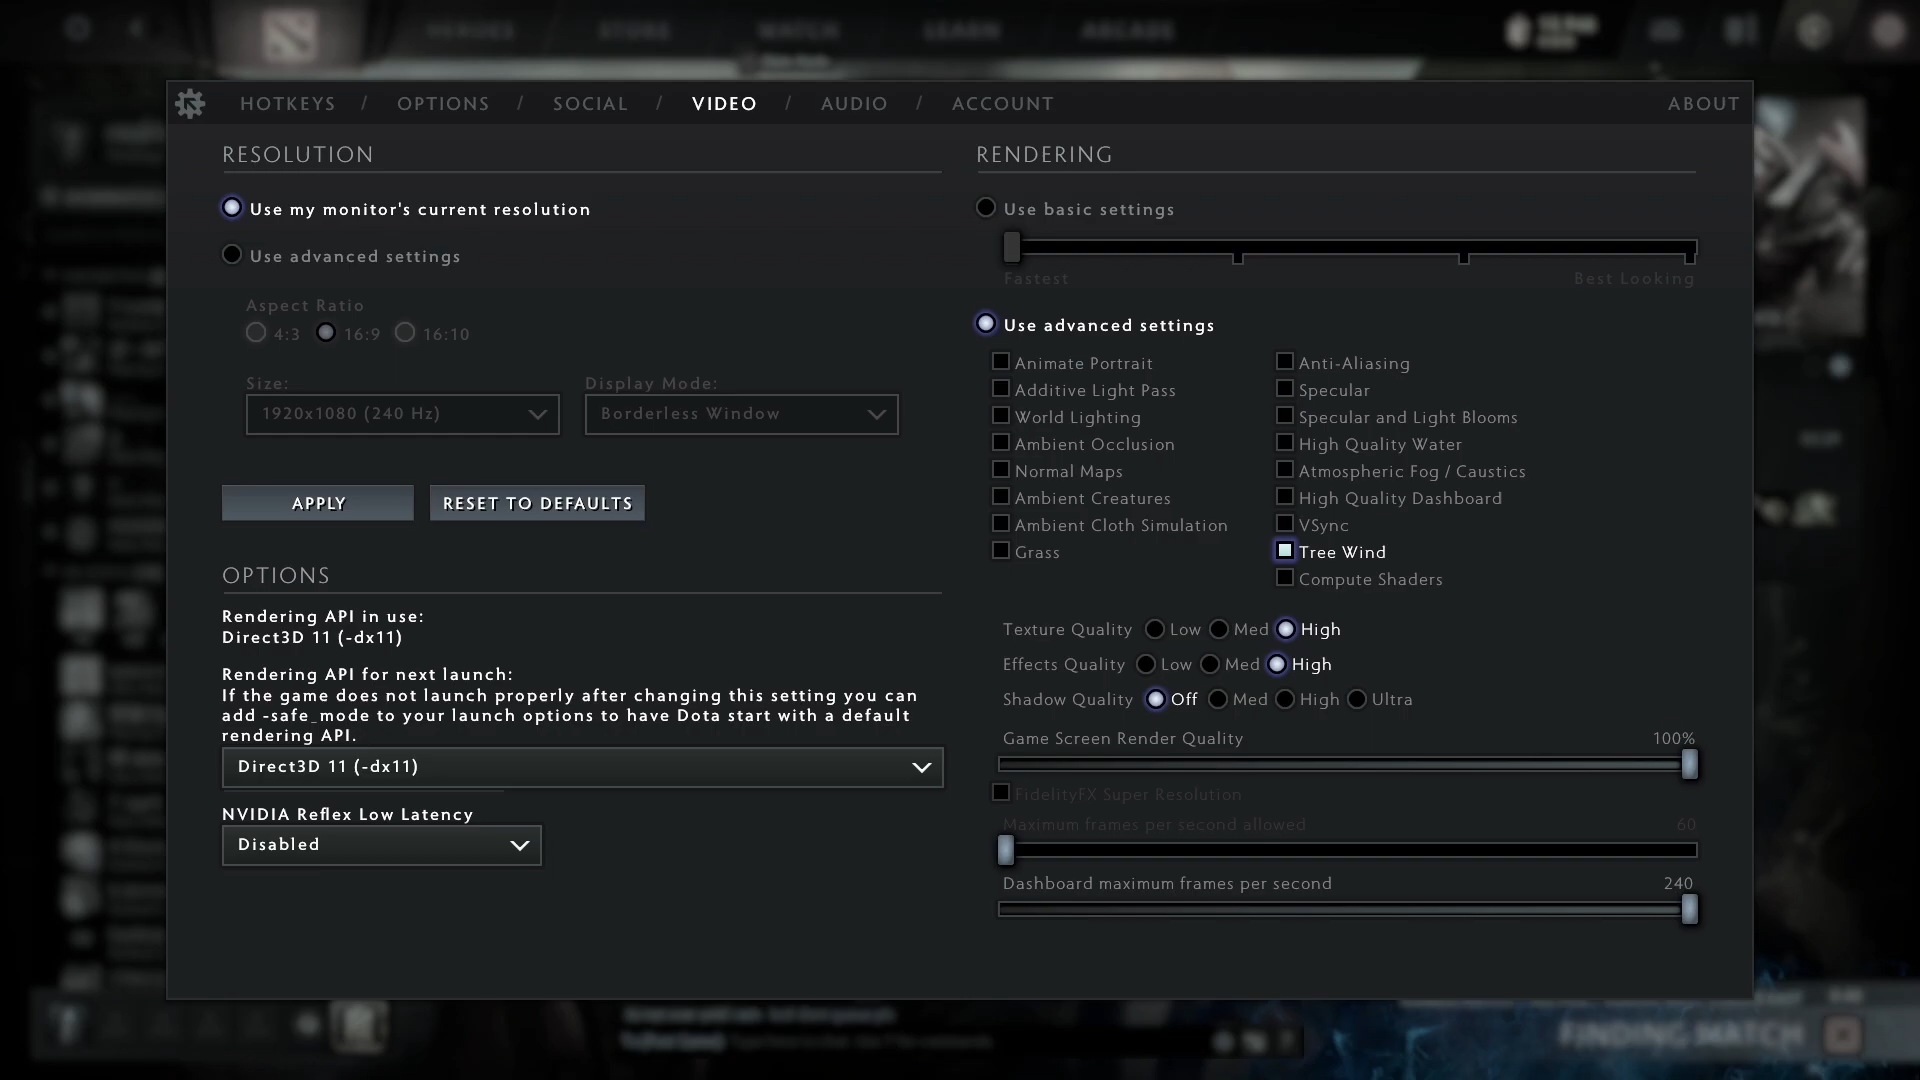 HEROES STORE WATCH LEARN ARCADE
HOTKEYS / OPTIONS / SOCIAL / VIDEO / AUDIO / ACCOUNT ABOUT
RESOLUTION
Use my monitor's current resolution
Use advanced settings
Aspect Ratio
4:3 16:9 16:10
Size: Display Mode:
1920x1080 (240 Hz) Borderless Window
APPLY RESET TO DEFAULTS
OPTIONS
Rendering API in use:
Direct3D 11 (-dx11)
Rendering API for next launch:
If the game does not launch properly after changing this setting you can
add -safe_mode to your launch options to have Dota start with a default
rendering API.
Direct3D 11 (-dx11)
NVIDIA Reflex Low Latency
Disabled
RENDERING
Use basic settings
Fastest Best Looking
Use advanced settings
Animate Portrait
Additive Light Pass
World Lighting
Ambient Occlusion
Normal Maps
Ambient Creatures
Ambient Cloth Simulation
Grass
Anti-Aliasing
Specular
Specular and Light Blooms
High Quality Water
Atmospheric Fog / Caustics
High Quality Dashboard
VSync
Tree Wind
Compute Shaders
Texture Quality Low Med High
Effects Quality Low Med High
Shadow Quality Off Med High Ultra
Game Screen Render Quality 100%
FidelityFX Super Resolution
Maximum frames per second allowed 60
Dashboard maximum frames per second 240
FINDING MATCH